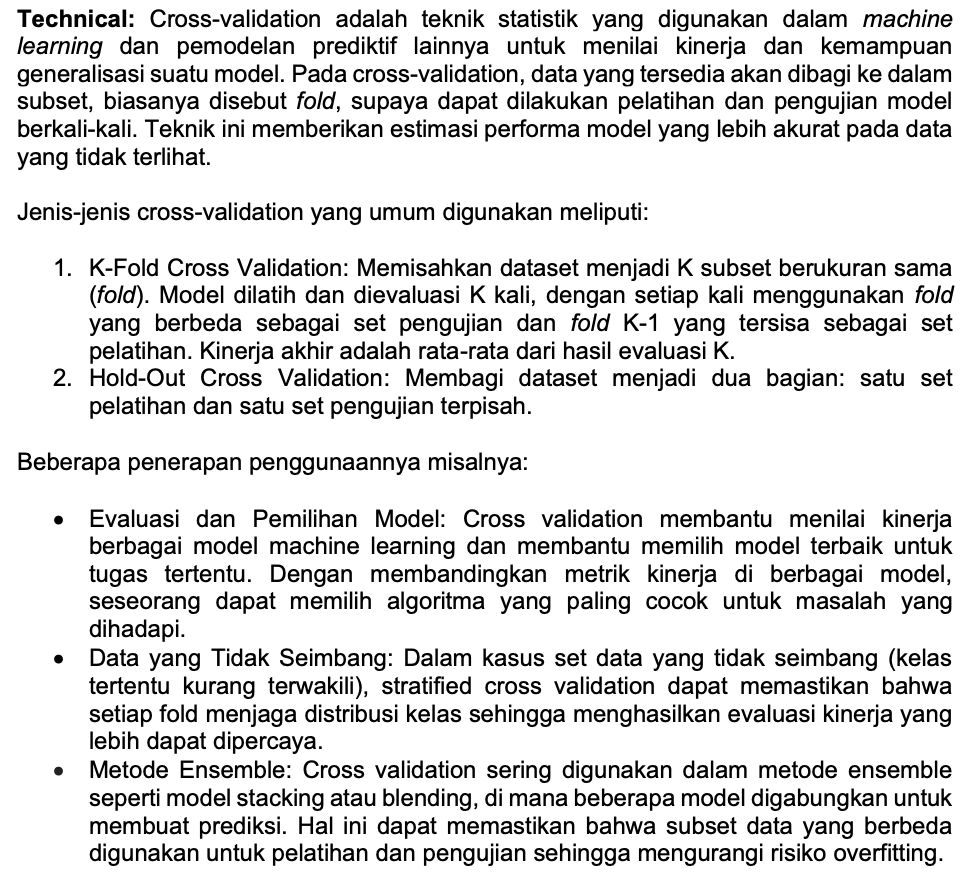 Technical: Cross-validation adalah teknik statistik yang digunakan dalam machine
learning dan pemodelan prediktif lainnya untuk menilai kinerja dan kemampuan
generalisasi suatu model. Pada cross-validation, data yang tersedia akan dibagi ke dalam
subset, biasanya disebut fold, supaya dapat dilakukan pelatihan dan pengujian model
berkali-kali. Teknik ini memberikan estimasi performa model yang lebih akurat pada data
yang tidak terlihat.
Jenis-jenis cross-validation yang umum digunakan meliputi:
1. K-Fold Cross Validation: Memisahkan dataset menjadi K subset berukuran sama
(fold). Model dilatih dan dievaluasi K kali, dengan setiap kali menggunakan fold
yang berbeda sebagai set pengujian dan fold K-1 yang tersisa sebagai set
pelatihan. Kinerja akhir adalah rata-rata dari hasil evaluasi K.
2. Hold-Out Cross Validation: Membagi dataset menjadi dua bagian: satu set
pelatihan dan satu set pengujian terpisah.
Beberapa penerapan penggunaannya misalnya:
• Evaluasi dan Pemilihan Model: Cross validation membantu menilai kinerja
berbagai model machine learning dan membantu memilih model terbaik untuk
tugas tertentu. Dengan membandingkan metrik kinerja di berbagai model,
seseorang dapat memilih algoritma yang paling cocok untuk masalah yang
dihadapi.
• Data yang Tidak Seimbang: Dalam kasus set data yang tidak seimbang (kelas
tertentu kurang terwakili), stratified cross validation dapat memastikan bahwa
setiap fold menjaga distribusi kelas sehingga menghasilkan evaluasi kinerja yang
lebih dapat dipercaya.
• Metode Ensemble: Cross validation sering digunakan dalam metode ensemble
seperti model stacking atau blending, di mana beberapa model digabungkan untuk
membuat prediksi. Hal ini dapat memastikan bahwa subset data yang berbeda
digunakan untuk pelatihan dan pengujian sehingga mengurangi risiko overfitting.